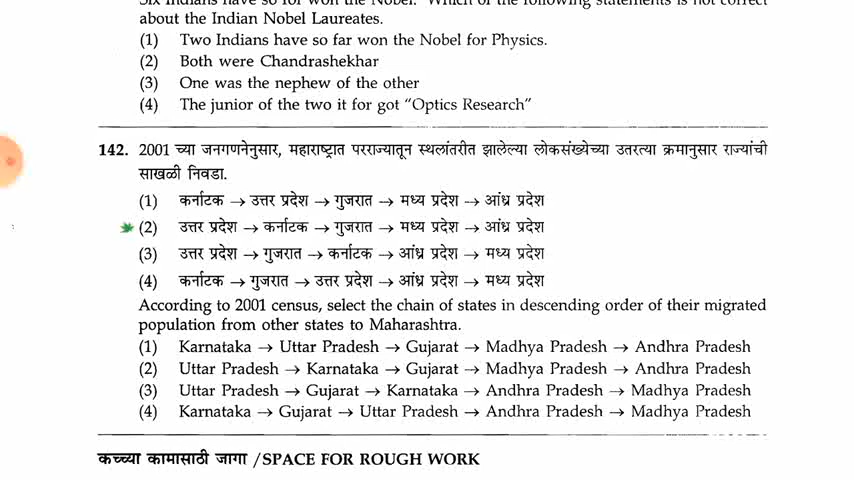 Six Indians have so far won the Nobel. Which of the following statements is not correct
about the Indian Nobel Laureates.
(1) Two Indians have so far won the Nobel for Physics.
(2) Both were Chandrashekhar
(3) One was the nephew of the other
(4) The junior of the two it for got "Optics Research"
142. 2001 च्या जनगणनेनुसार, महाराष्ट्रात परराज्यातून स्थलांतरीत झालेल्या लोकसंख्येच्या उतरत्या क्रमानुसार राज्यांची
साखळी निवडा.
(1) कर्नाटक → उत्तर प्रदेश → गुजरात → मध्य प्रदेश → आंध्र प्रदेश
(2) उत्तर प्रदेश → कर्नाटक → गुजरात → मध्य प्रदेश → आंध्र प्रदेश
(3) उत्तर प्रदेश → गुजरात → कर्नाटक → आंध्र प्रदेश → मध्य प्रदेश
(4) कर्नाटक → गुजरात → उत्तर प्रदेश → आंध्र प्रदेश → मध्य प्रदेश
According to 2001 census, select the chain of states in descending order of their migrated
population from other states to Maharashtra.
(1) Karnataka → Uttar Pradesh → Gujarat → Madhya Pradesh → Andhra Pradesh
(2) Uttar Pradesh → Karnataka → Gujarat → Madhya Pradesh → Andhra Pradesh
(3) Uttar Pradesh → Gujarat → Karnataka → Andhra Pradesh → Madhya Pradesh
(4) Karnataka → Gujarat → Uttar Pradesh → Andhra Pradesh → Madhya Pradesh
कच्च्या कामासाठी जागा /SPACE FOR ROUGH WORK